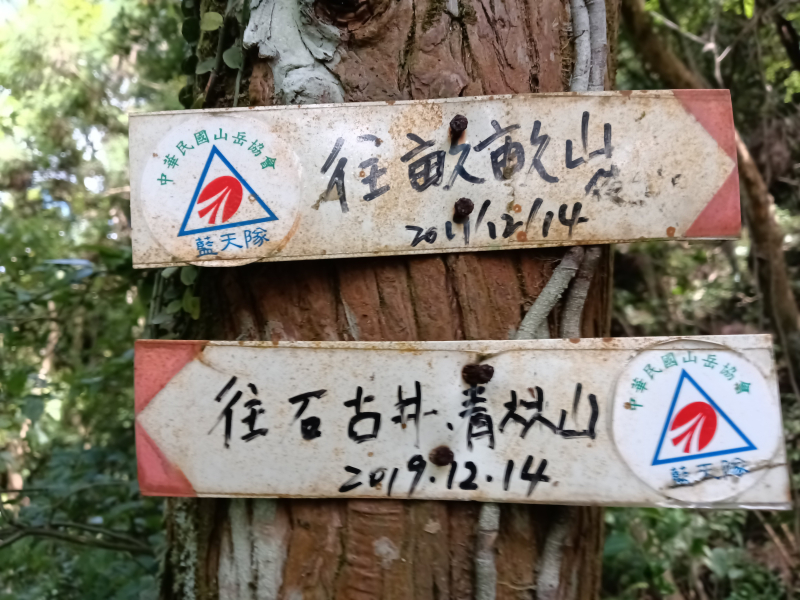 中華民國山岳協會
藍天隊
往畝畝山
2019/12/14
往石古井、青林山
2019.12.14
中華民國山岳協會
藍天隊